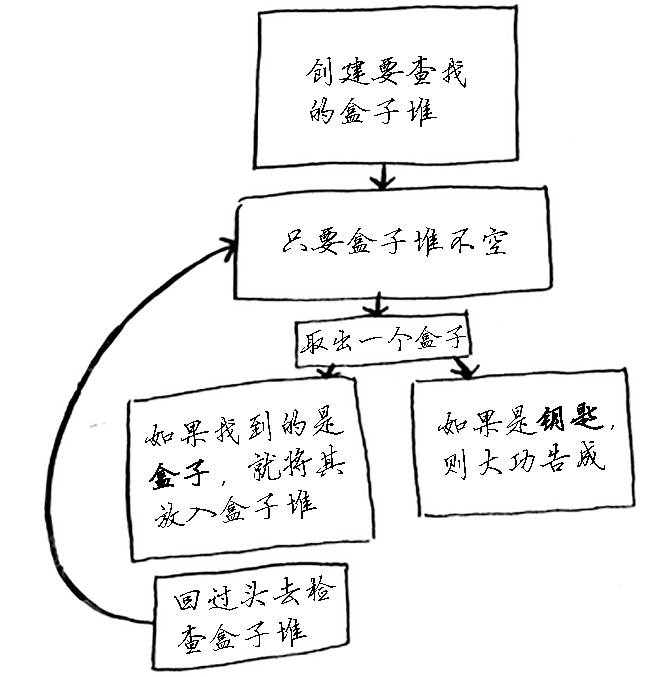 创建要查找
的盒子堆
只要盒子堆不空
取出一个盒子
如果找到的是
盒子，就将其
放入盒子堆
如果是钥匙，
则大功告成
回过头去检
查盒子堆